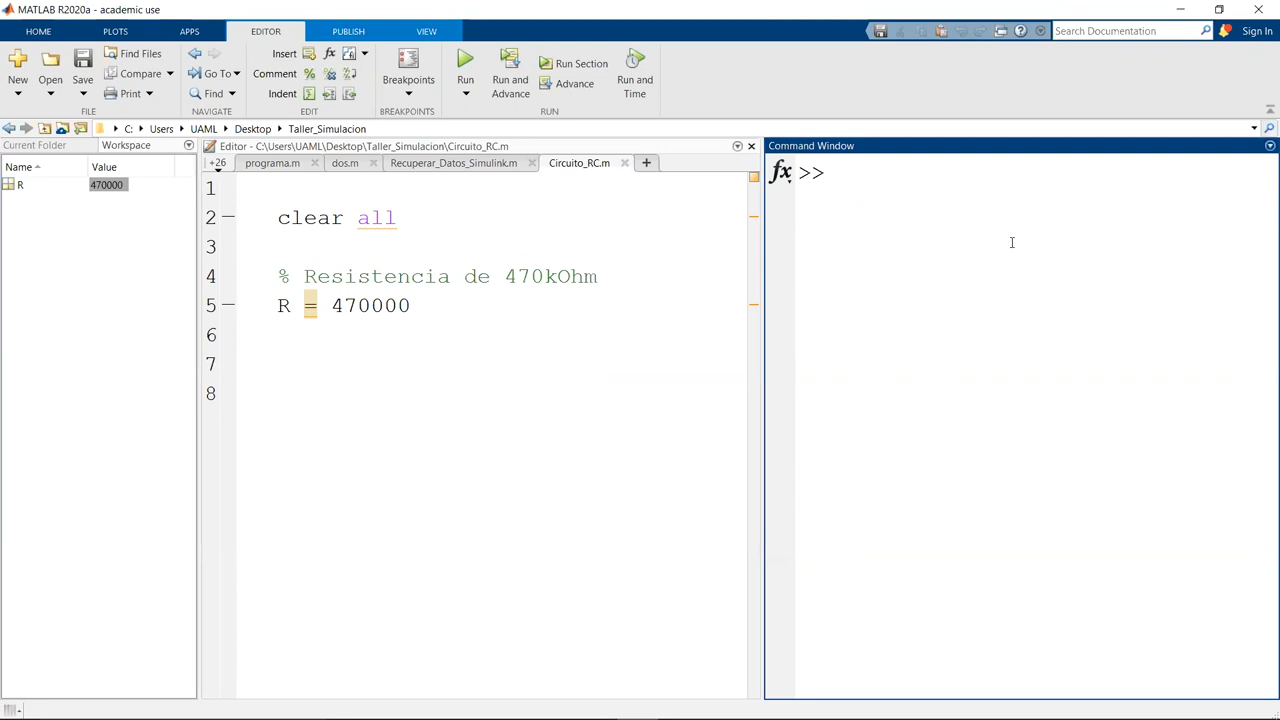 MATLAB R2020a - academic use
HOME PLOTS APPS EDITOR PUBLISH VIEW
Search Documentation
Sign In
New
Open
Save
Find Files
Compare
Print
FILE
Go To
Find
NAVIGATE
Insert
Comment
Indent
EDIT
Breakpoints
BREAKPOINTS
Run
Run and Advance
Run Section
Advance
Run and Time
RUN
C: Users UAML Desktop Taller_Simulacion
Current Folder Workspace
Name Value
R 470000
Editor - C:\Users\UAML\Desktop\Taller_Simulacion\Circuito_RC.m
+26 programa.m dos.m Recuperar_Datos_Simulink.m Circuito_RC.m
1
2 clear all
3
4 % Resistencia de 470kOhm
5 R = 470000
6
7
8
Command Window
fx >>